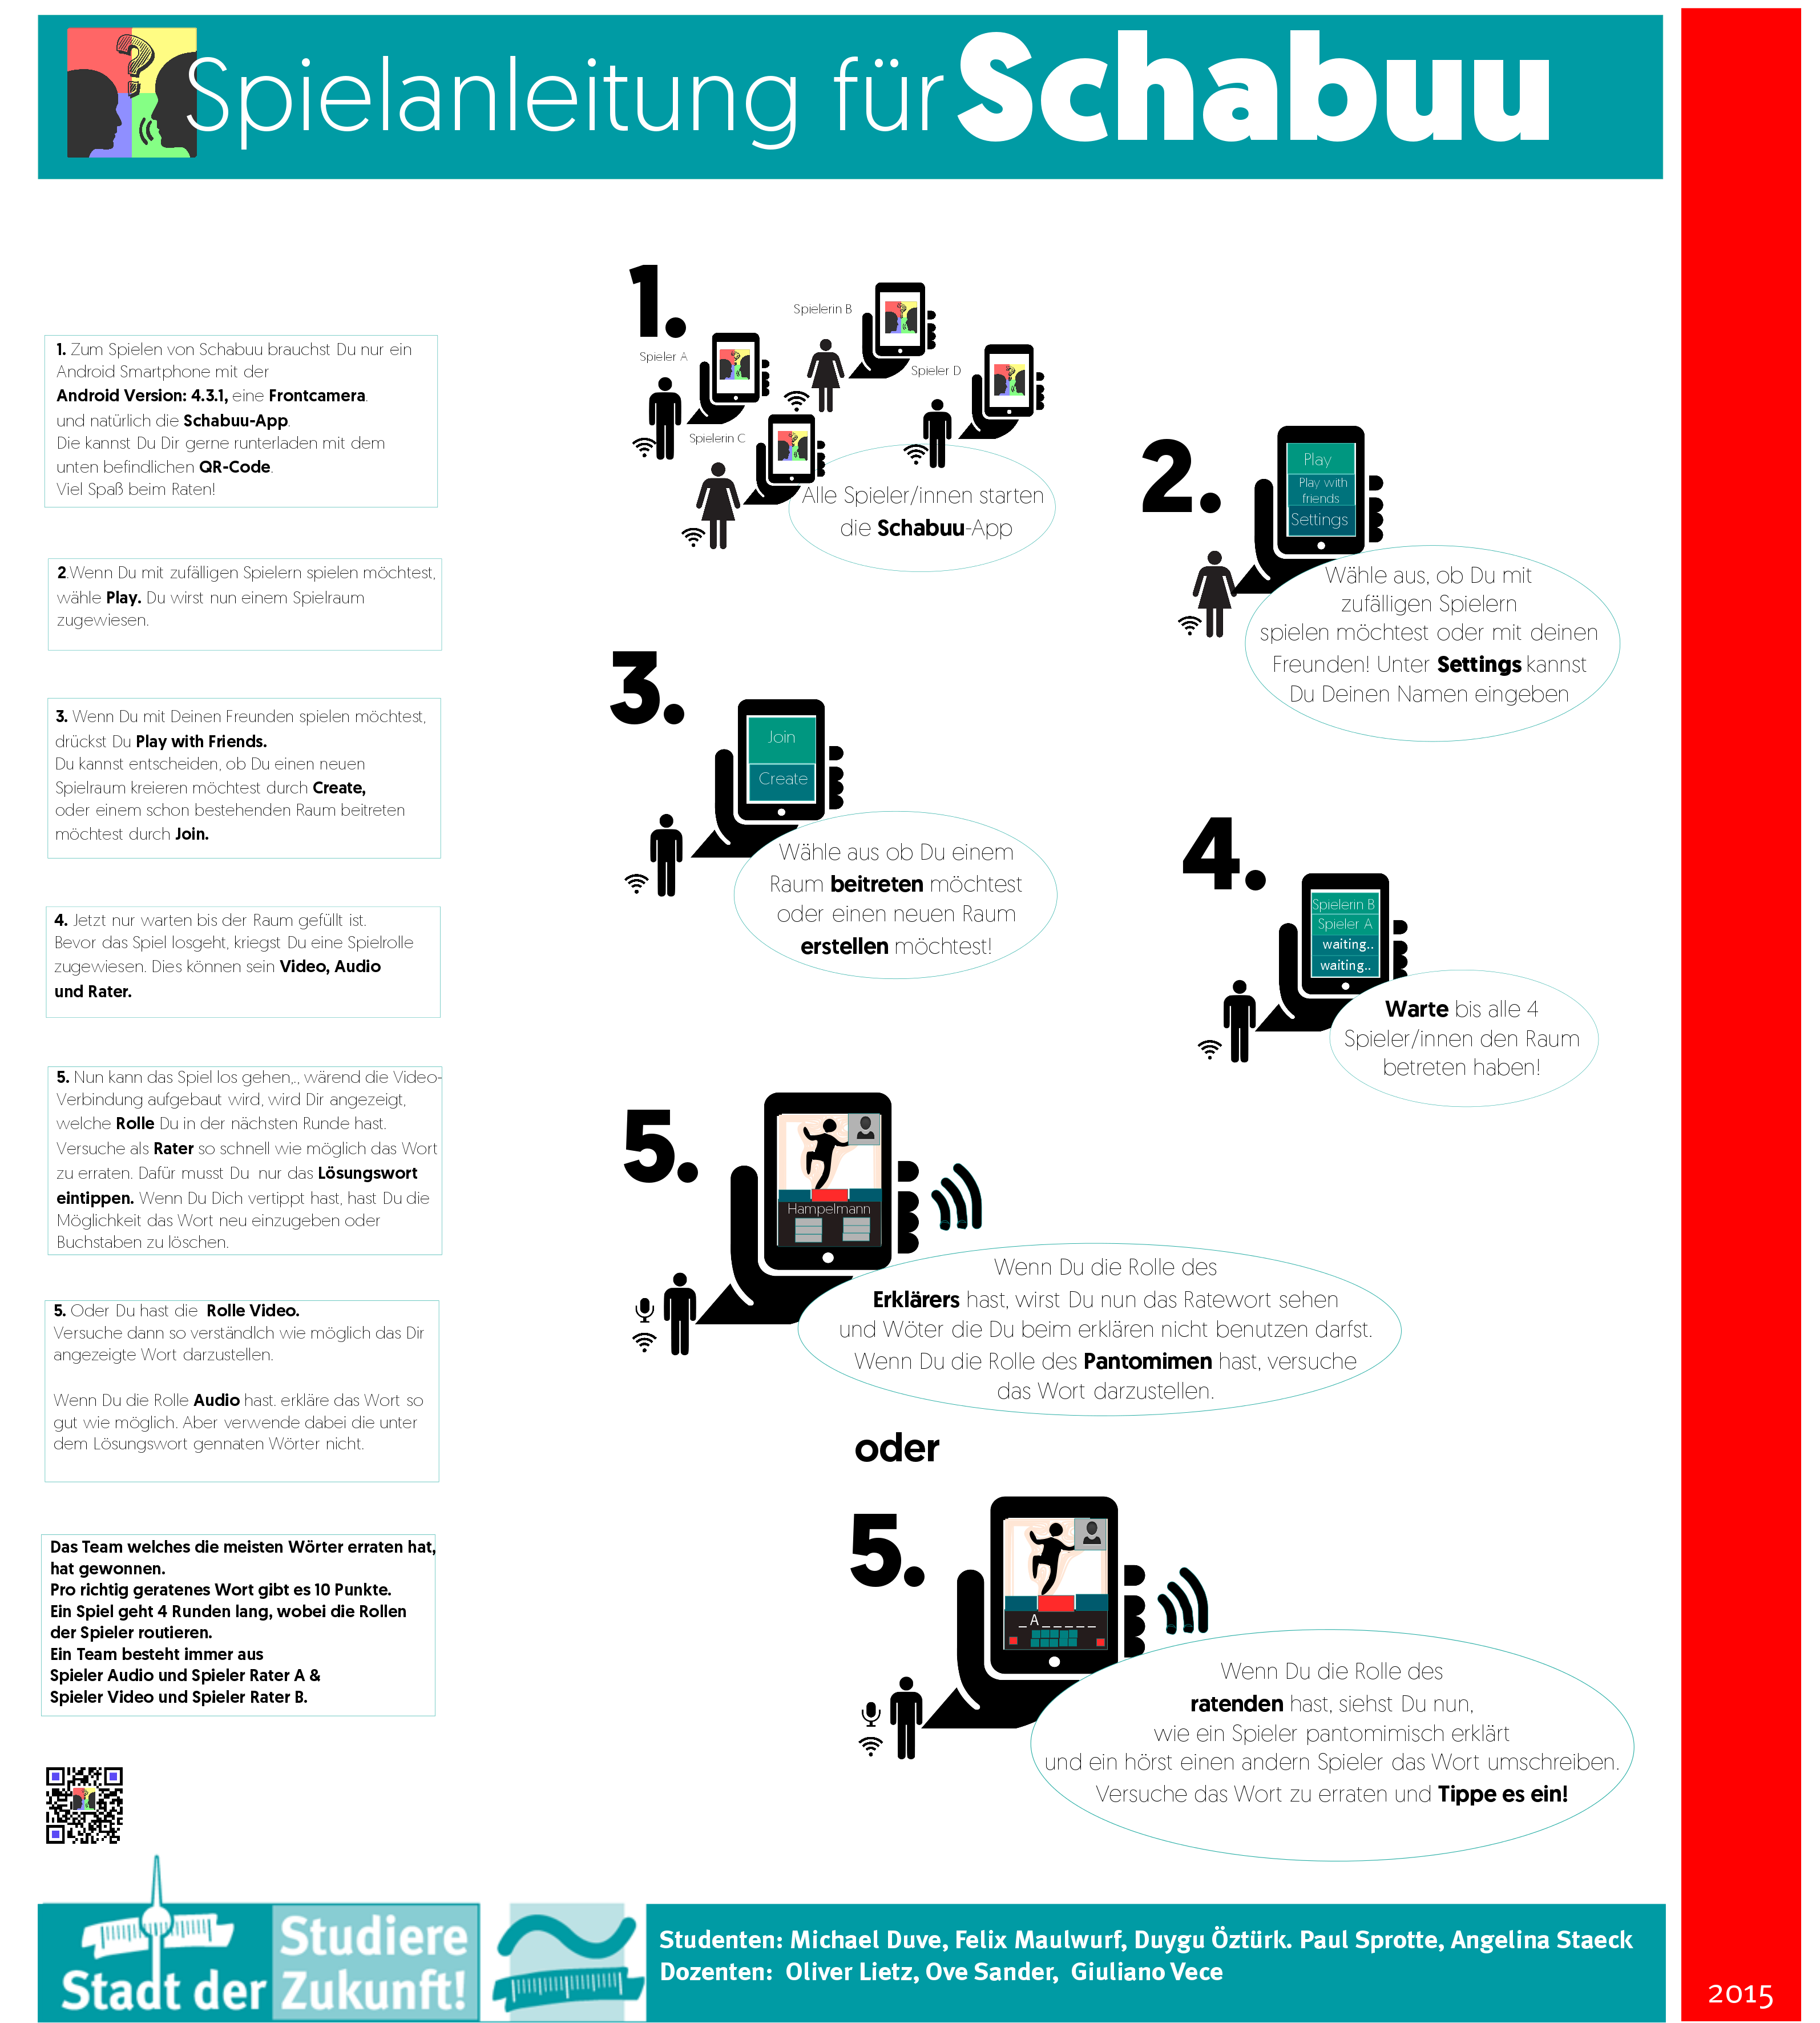 Spielanleitung für Schabuu
1. Zum Spielen von Schabuu brauchst Du nur ein
Android Smartphone mit der
Android Version: 4.3.1, eine Frontcamera.
und natürlich die Schabuu-App.
Die kannst Du Dir gerne runterladen mit dem
unten befindlichen QR-Code.
Viel Spaß beim Raten!
2.Wenn Du mit zufälligen Spielern spielen möchtest,
wähle Play. Du wirst nun einem Spielraum
zugewiesen.
3. Wenn Du mit Deinen Freunden spielen möchtest,
drückst Du Play with Friends.
Du kannst entscheiden, ob Du einen neuen
Spielraum kreieren möchtest durch Create,
oder einem schon bestehenden Raum beitreten
möchtest durch Join.
4. Jetzt nur warten bis der Raum gefüllt ist.
Bevor das Spiel losgeht, kriegst Du eine Spielrolle
zugewiesen. Dies können sein Video, Audio
und Rater.
5. Nun kann das Spiel los gehen,., wärend die Video-
Verbindung aufgebaut wird, wird Dir angezeigt,
welche Rolle Du in der nächsten Runde hast.
Versuche als Rater so schnell wie möglich das Wort
zu erraten. Dafür musst Du nur das Lösungswort
eintippen. Wenn Du Dich vertippt hast, hast Du die
Möglichkeit das Wort neu einzugeben oder
Buchstaben zu löschen.
5. Oder Du hast die Rolle Video.
Versuche dann so verständlch wie möglich das Dir
angezeigte Wort darzustellen.
Wenn Du die Rolle Audio hast. erkläre das Wort so
gut wie möglich. Aber verwende dabei die unter
dem Lösungswort gennaten Wörter nicht.
Das Team welches die meisten Wörter erraten hat,
hat gewonnen.
Pro richtig geratenes Wort gibt es 10 Punkte.
Ein Spiel geht 4 Runden lang, wobei die Rollen
der Spieler routieren.
Ein Team besteht immer aus
Spieler Audio und Spieler Rater A &
Spieler Video und Spieler Rater B.
1.
Spieler A
Spielerin B
Spielerin C
Spieler D
Alle Spieler/innen starten
die Schabuu-App
2.
Play
Play with
friends
Settings
Wähle aus, ob Du mit
zufälligen Spielern
spielen möchtest oder mit deinen
Freunden! Unter Settings kannst
Du Deinen Namen eingeben
3.
Join
Create
Wähle aus ob Du einem
Raum beitreten möchtest
oder einen neuen Raum
erstellen möchtest!
4.
Spielerin B
Spieler A
waiting..
waiting..
Warte bis alle 4
Spieler/innen den Raum
betreten haben!
5.
Hampelmann
Wenn Du die Rolle des
Erklärers hast, wirst Du nun das Ratewort sehen
und Wöter die Du beim erklären nicht benutzen darfst.
Wenn Du die Rolle des Pantomimen hast, versuche
das Wort darzustellen.
oder
5.
_ A _ _ _ _ _
Wenn Du die Rolle des
ratenden hast, siehst Du nun,
wie ein Spieler pantomimisch erklärt
und ein hörst einen andern Spieler das Wort umschreiben.
Versuche das Wort zu erraten und Tippe es ein!
Studiere
Stadt der Zukunft!
Studenten: Michael Duve, Felix Maulwurf, Duygu Öztürk. Paul Sprotte, Angelina Staeck
Dozenten: Oliver Lietz, Ove Sander, Giuliano Vece
2015